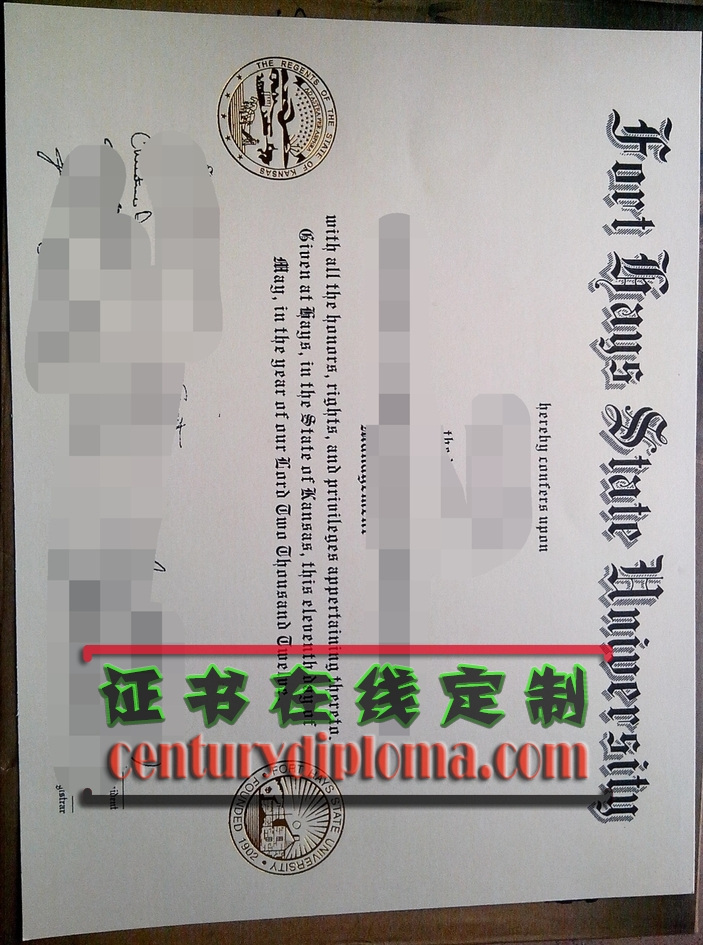 Fort Hays State University
hereby confers upon
with all the honors, rights, and privileges appertaining thereto.
Given at Hays, in the State of Kansas, this eleventh day of
May, in the year of our Lord Two Thousand Twelve
THE REGENTS OF THE STATE OF KANSAS
FORT HAYS STATE UNIVERSITY
FOUNDED 1902
证书在线定制
centurydiploma.com